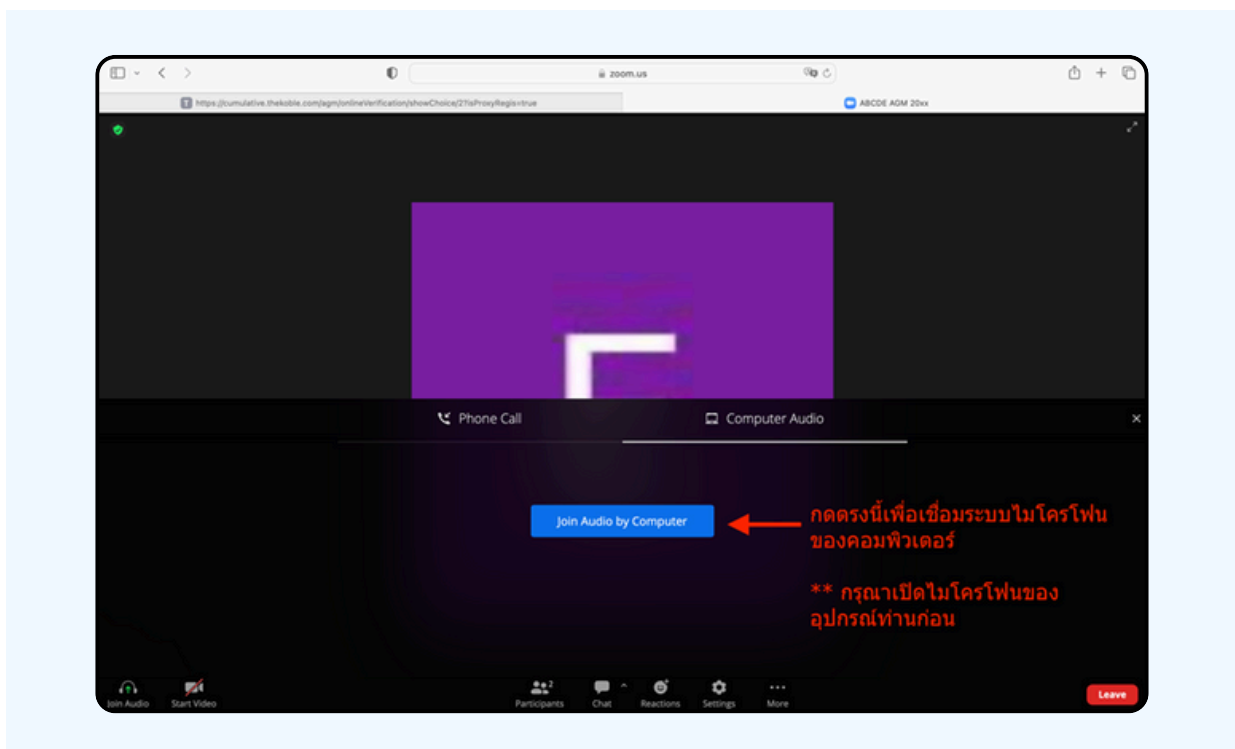 zoom.us
https://cumulative.thekoble.com/agm/onlineVerification/showChoice/2?isProxyRegis=true
ABCDE AGM 20xx
Phone Call
Computer Audio
Join Audio by Computer
กดตรงนี้เพื่อเชื่อมระบบไมโครโฟน
ของคอมพิวเตอร์
** กรุณาเปิดไมโครโฟนของ
อุปกรณ์ท่านก่อน
Join Audio
Start Video
2
Participants
Chat
Reactions
Settings
More
Leave